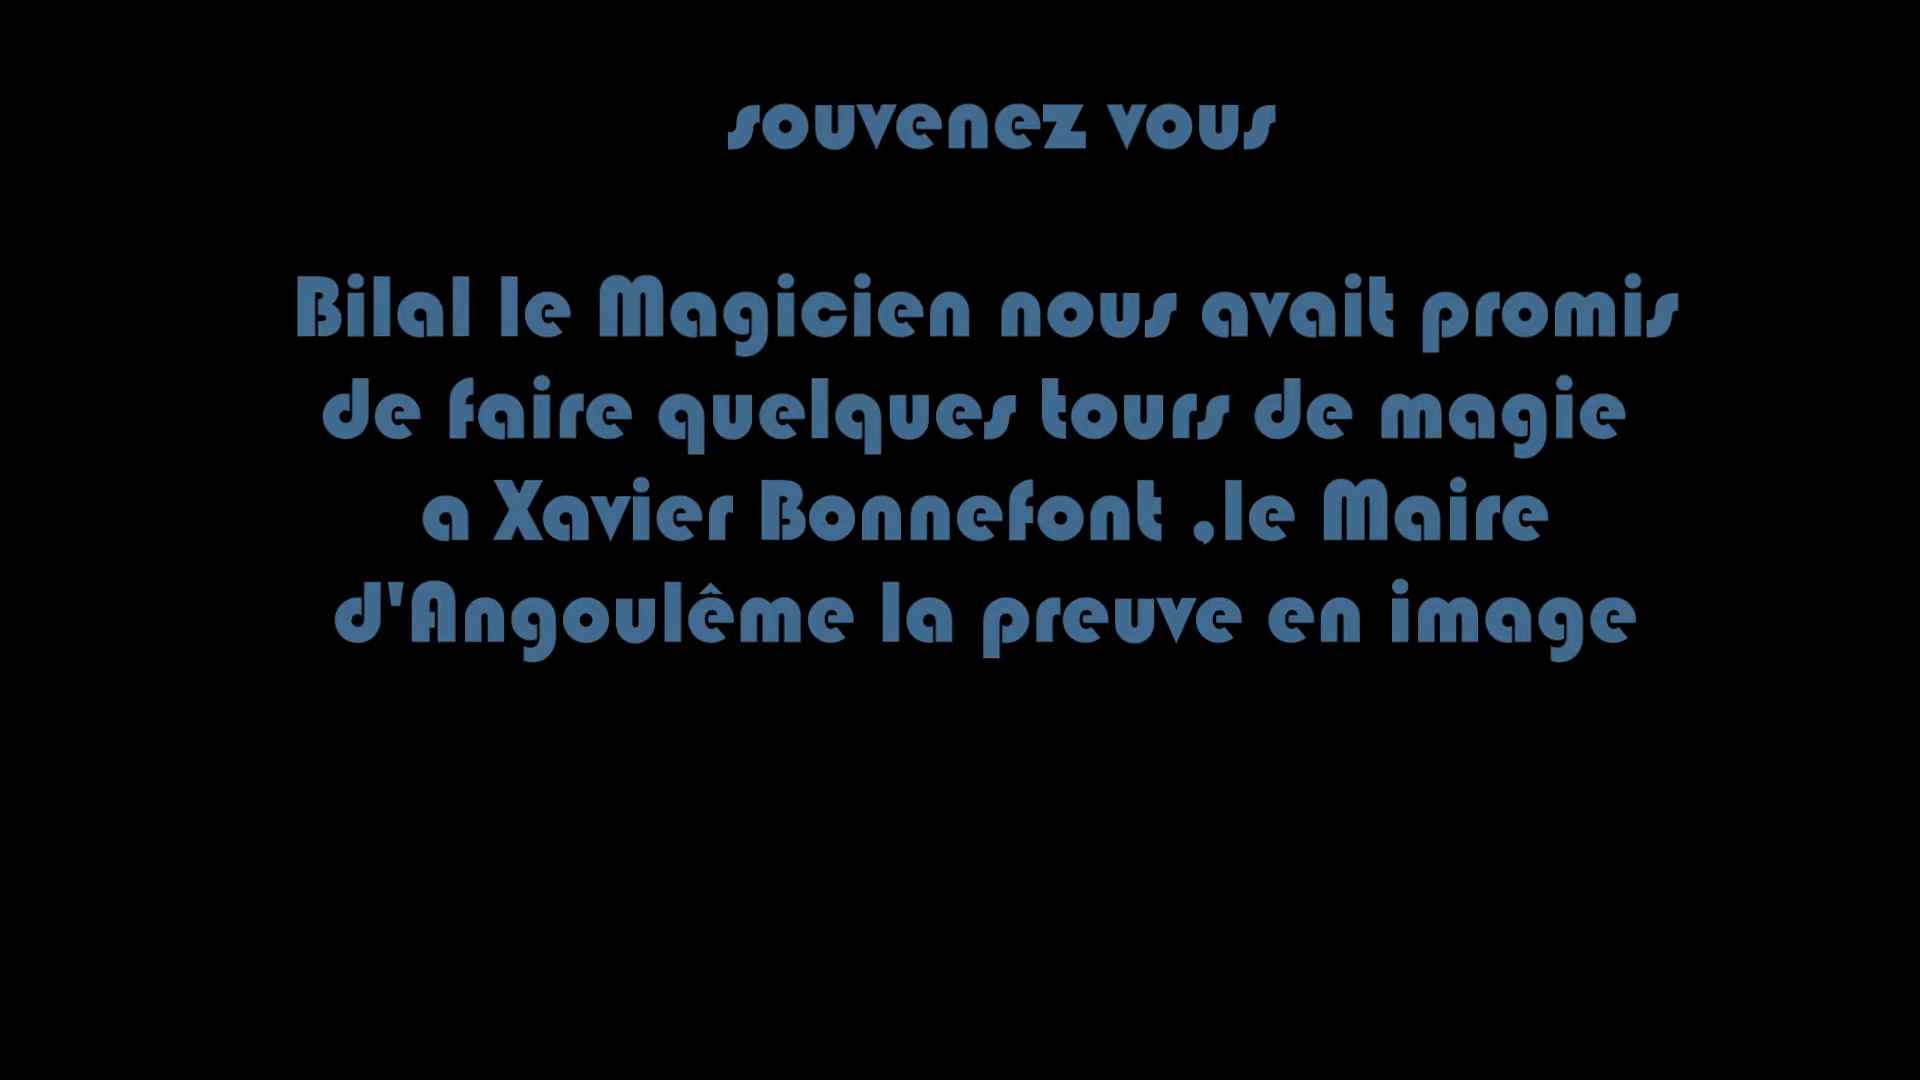 souvenez vous
Bilal le Magicien nous avait promis
de faire quelques tours de magie
a Xavier Bonnefont ,le Maire
d'Angoulême la preuve en image